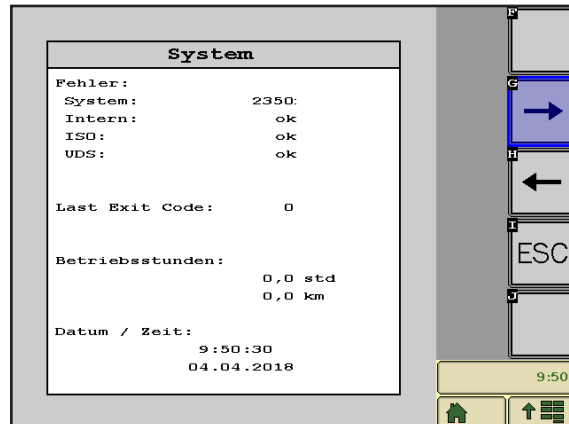 System
Fehler:
System: 2350:
Intern: ok
ISO: ok
UDS: ok
Last Exit Code: 0
Betriebsstunden:
0,0 std
0,0 km
Datum / Zeit:
9:50:30
04.04.2018
F
G
H
I
ESC
J
9:50